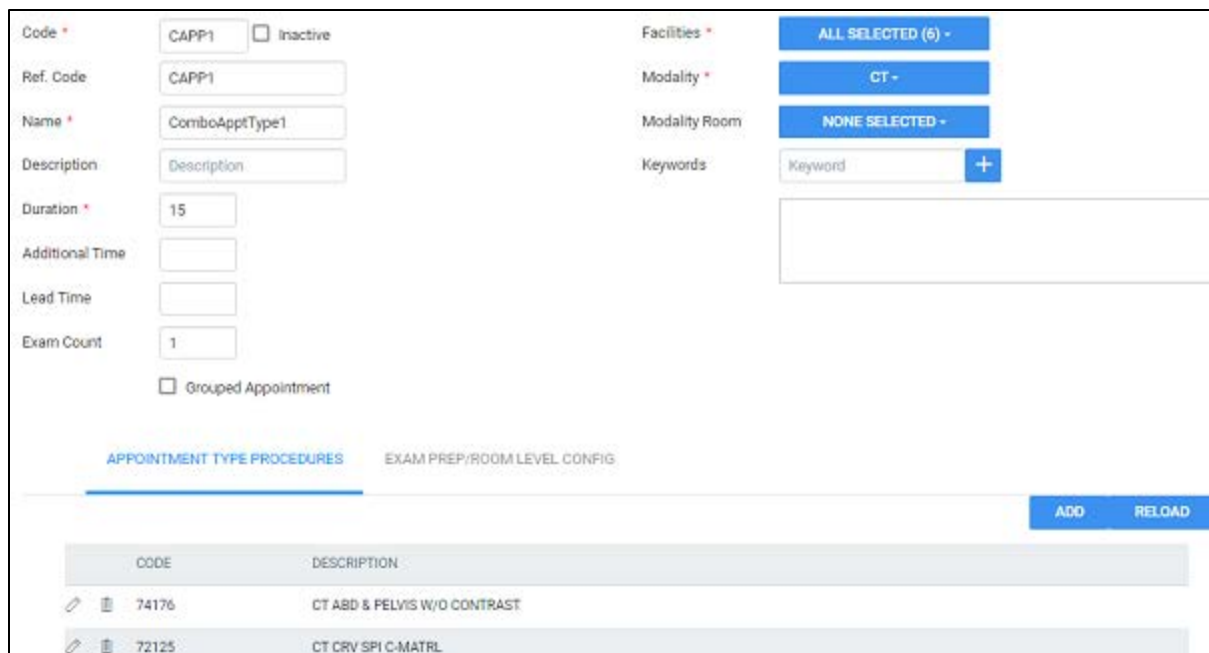 Code * CAPP1 Inactive Facilities * ALL SELECTED (6)
Ref. Code CAPP1 Modality * CT
Name * ComboApptType1 Modality Room NONE SELECTED
Description Description Keywords Keyword +
Duration * 15
Additional Time
Lead Time
Exam Count 1
Grouped Appointment
APPOINTMENT TYPE PROCEDURES EXAM PREP/ROOM LEVEL CONFIG
ADD RELOAD
CODE DESCRIPTION
74176 CT ABD & PELVIS W/O CONTRAST
72125 CT CRV SPI C-MATRL